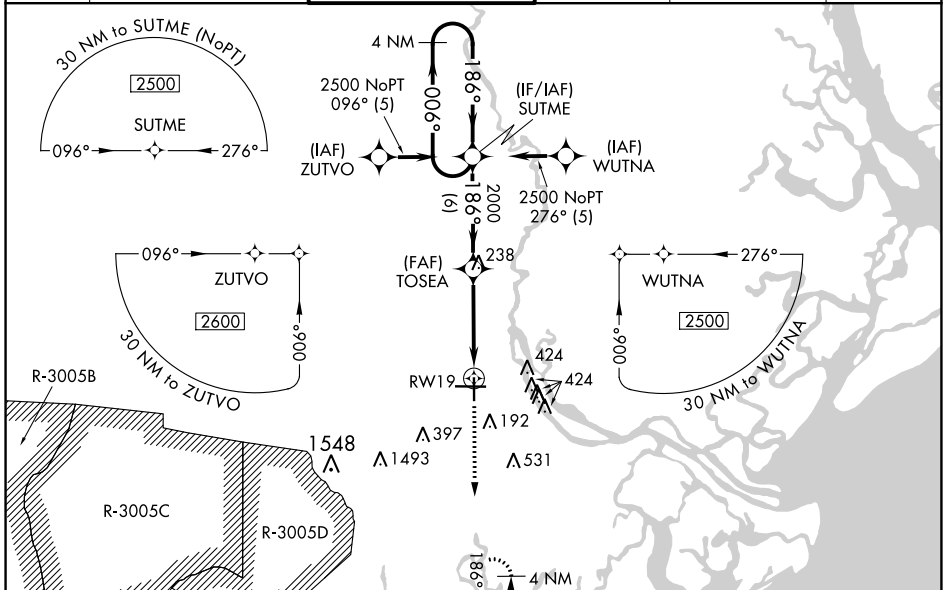 30 NM to SUTME (NoPT)
2500
SUTME
096°
276°
4 NM
006°
186°
2500 NoPT
096° (5)
(IAF)
ZUTVO
(IF/IAF)
SUTME
(IAF)
WUTNA
2500 NoPT
276° (5)
186°
2000
(6)
096°
ZUTVO
2600
006°
30 NM to ZUTVO
(FAF)
TOSEA
238
276°
WUTNA
2500
006°
30 NM to WUTNA
RW19
424
424
192
397
531
1493
1548
R-3005B
R-3005C
R-3005D
186°
4 NM